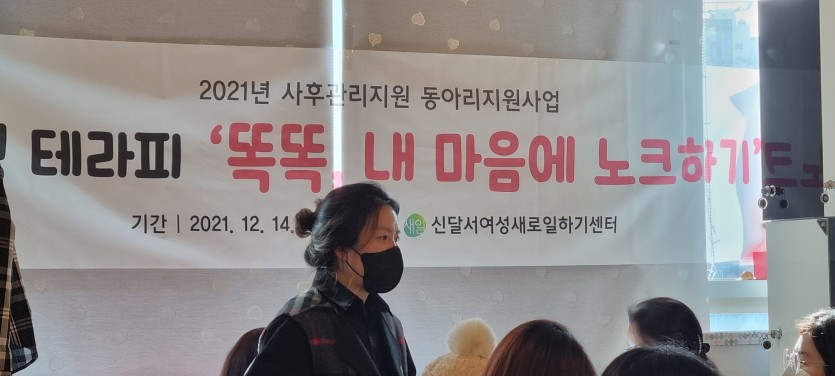 2021년 사후관리지원 동아리지원사업
테라피 '똑똑, 내 마음에 노크하기'
기간 | 2021. 12. 14. 새일 신달서여성새로일하기센터